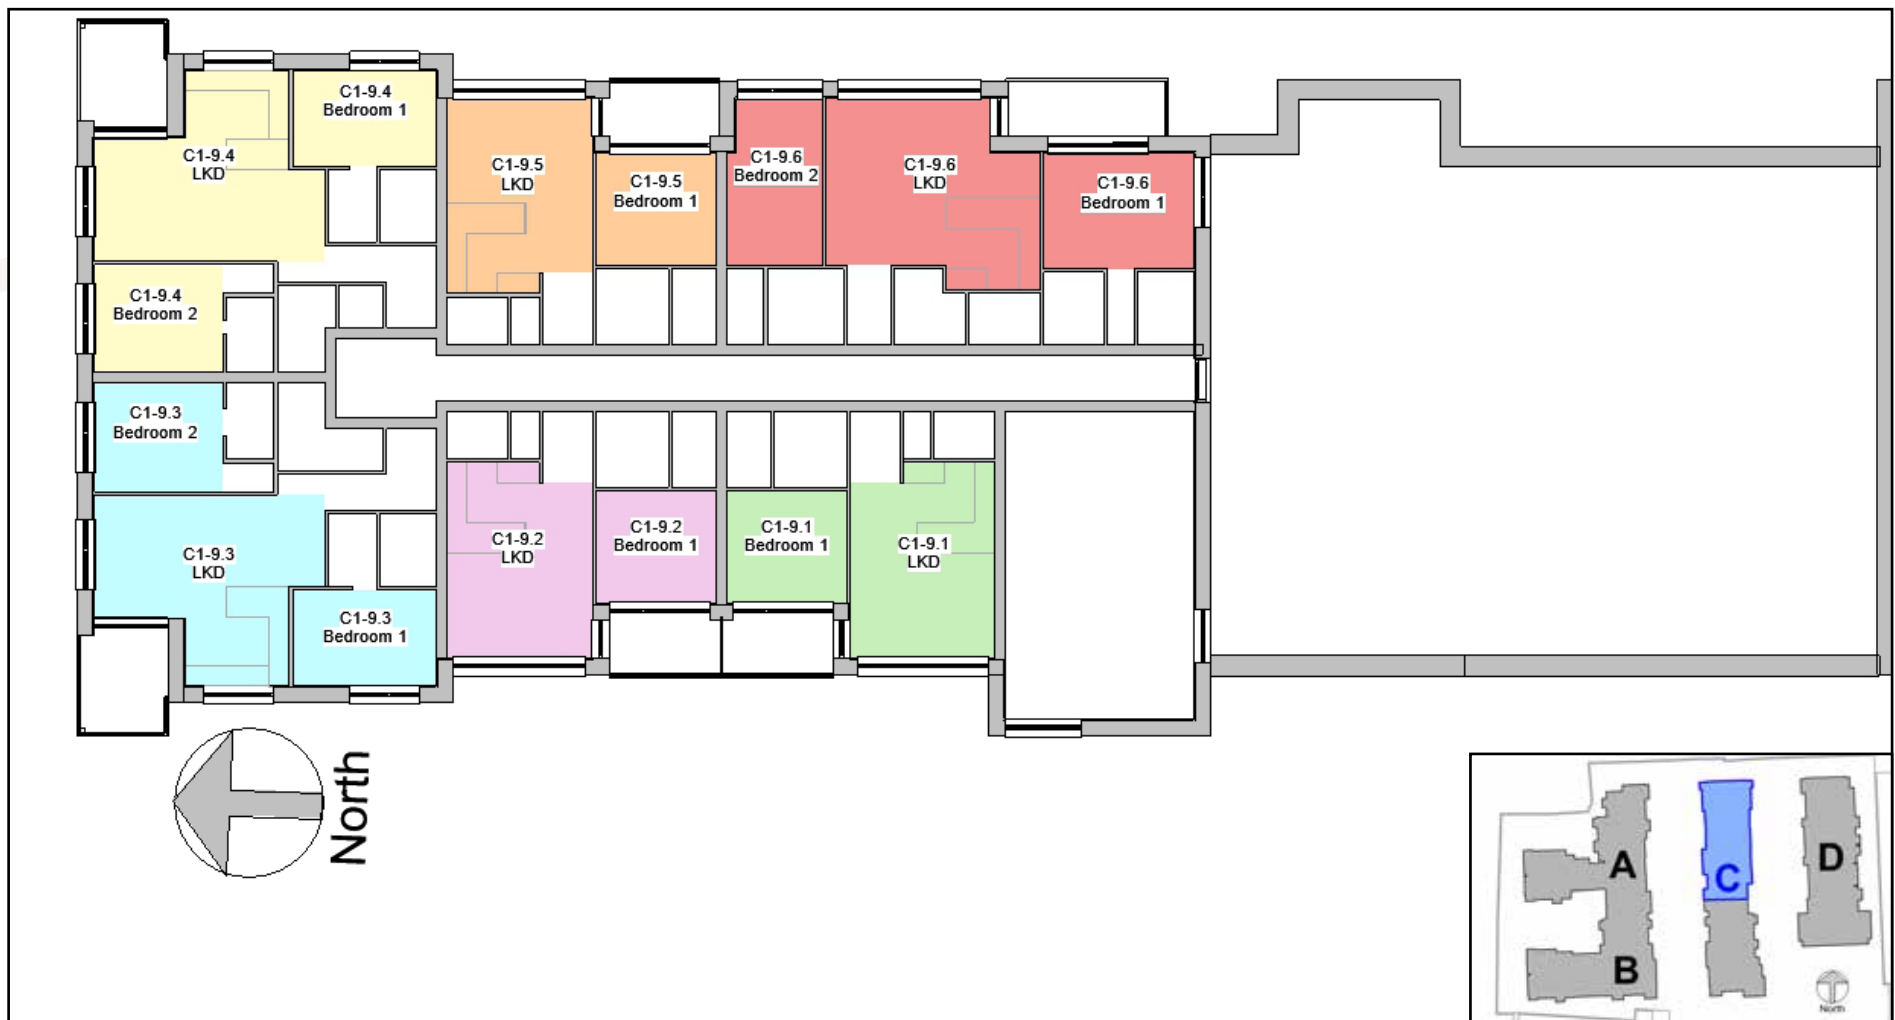 C1-9.4
Bedroom 1
C1-9.4
LKD
C1-9.5
LKD
C1-9.5
Bedroom 1
C1-9.6
Bedroom 2
C1-9.6
LKD
C1-9.6
Bedroom 1
C1-9.4
Bedroom 2
C1-9.3
Bedroom 2
C1-9.3
LKD
C1-9.3
Bedroom 1
C1-9.2
LKD
C1-9.2
Bedroom 1
C1-9.1
Bedroom 1
C1-9.1
LKD
North
A
C
D
B
North